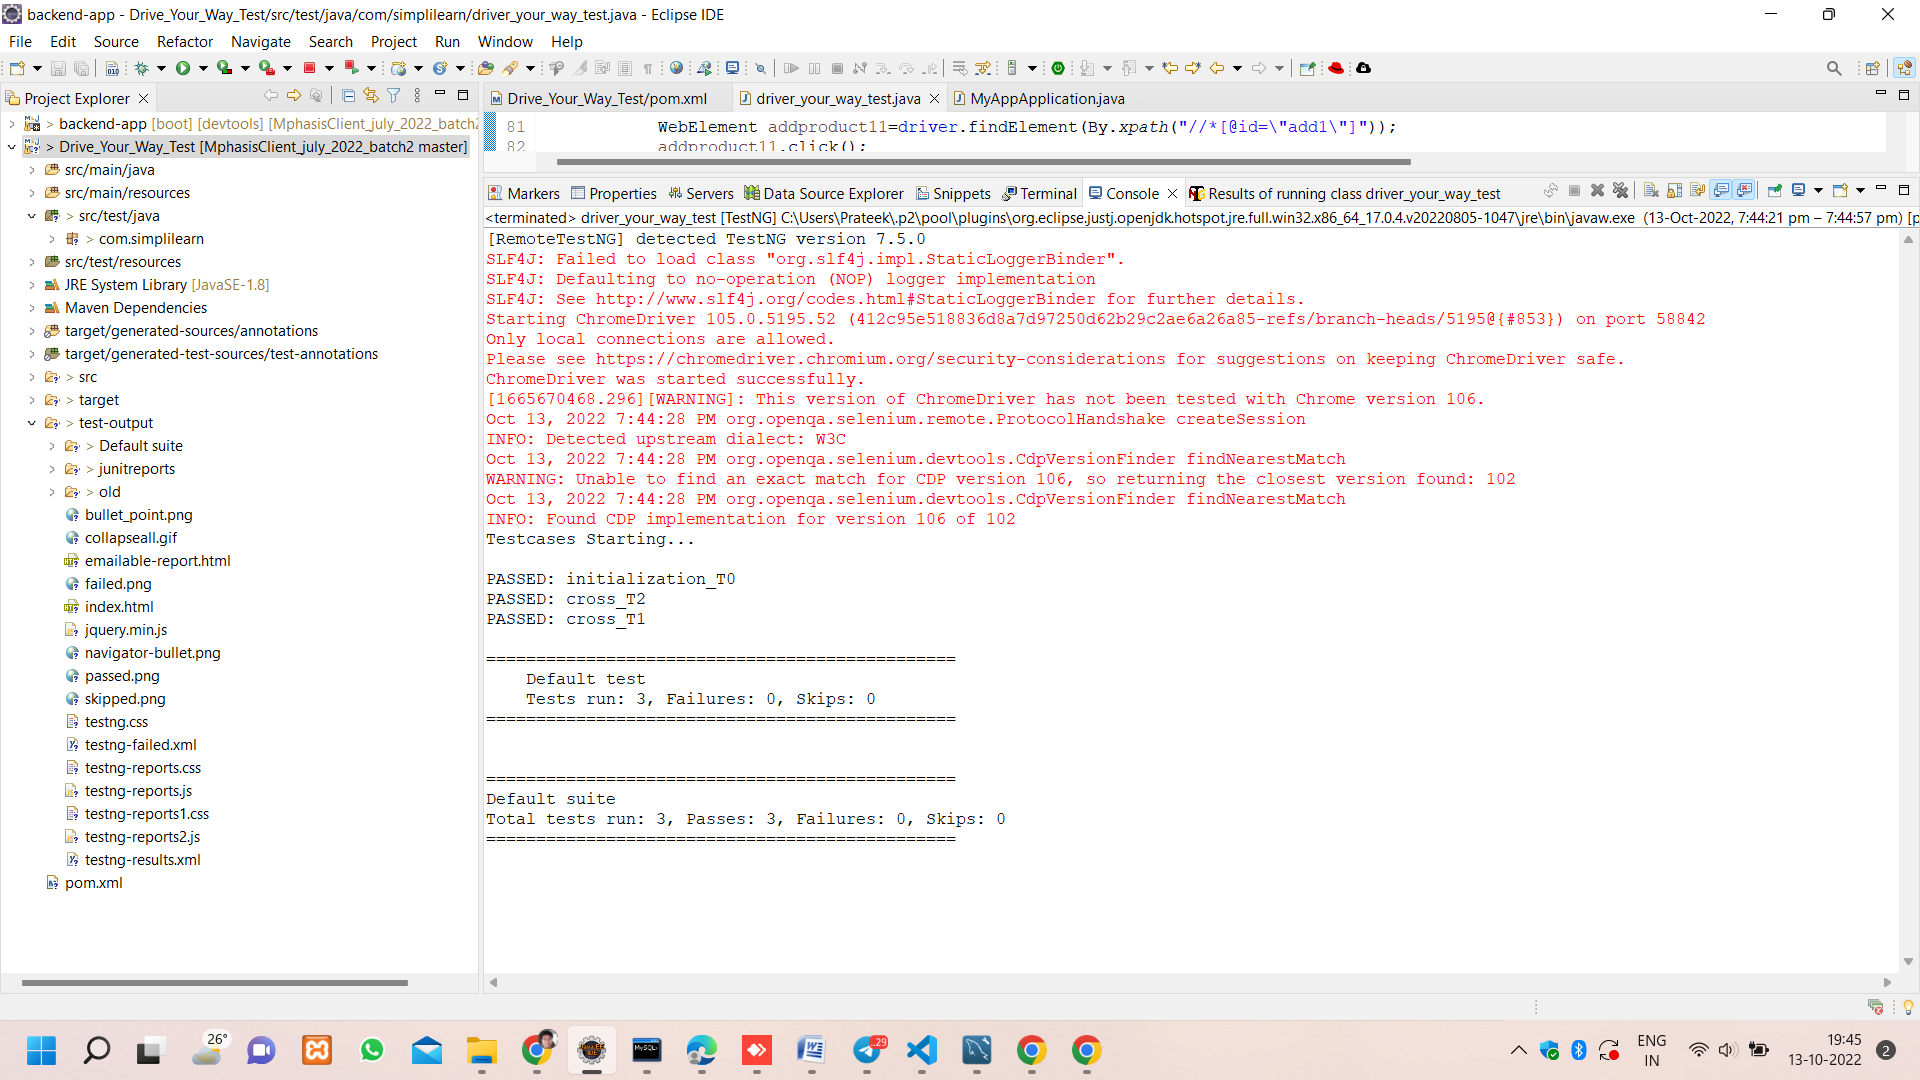 backend-app - Drive_Your_Way_Test/src/test/java/com/simplilearn/driver_your_way_test.java - Eclipse IDE
File Edit Source Refactor Navigate Search Project Run Window Help
Project Explorer
> backend-app [boot] [devtools] [MphasisClient_july_2022_batch2
> Drive_Your_Way_Test [MphasisClient_july_2022_batch2 master]
src/main/java
src/main/resources
> src/test/java
> com.simplilearn
src/test/resources
JRE System Library [JavaSE-1.8]
Maven Dependencies
target/generated-sources/annotations
target/generated-test-sources/test-annotations
> src
> target
> test-output
> Default suite
> junitreports
> old
bullet_point.png
collapseall.gif
emailable-report.html
failed.png
index.html
jquery.min.js
navigator-bullet.png
passed.png
skipped.png
testng.css
testng-failed.xml
testng-reports.css
testng-reports.js
testng-reports1.css
testng-reports2.js
testng-results.xml
pom.xml
Drive_Your_Way_Test/pom.xml driver_your_way_test.java MyAppApplication.java
81 WebElement addproduct11=driver.findElement(By.xpath("//*[@id=\"add1\"]"));
82 addproduct11.click();
Markers Properties Servers Data Source Explorer Snippets Terminal Console Results of running class driver_your_way_test
<terminated> driver_your_way_test [TestNG] C:\Users\Prateek\.p2\pool\plugins\org.eclipse.justj.openjdk.hotspot.jre.full.win32.x86_64_17.0.4.v20220805-1047\jre\bin\javaw.exe (13-Oct-2022, 7:44:21 pm – 7:44:57 pm) [p
[RemoteTestNG] detected TestNG version 7.5.0
SLF4J: Failed to load class "org.slf4j.impl.StaticLoggerBinder".
SLF4J: Defaulting to no-operation (NOP) logger implementation
SLF4J: See http://www.slf4j.org/codes.html#StaticLoggerBinder for further details.
Starting ChromeDriver 105.0.5195.52 (412c95e518836d8a7d97250d62b29c2ae6a26a85-refs/branch-heads/5195@{#853}) on port 58842
Only local connections are allowed.
Please see https://chromedriver.chromium.org/security-considerations for suggestions on keeping ChromeDriver safe.
ChromeDriver was started successfully.
[1665670468.296][WARNING]: This version of ChromeDriver has not been tested with Chrome version 106.
Oct 13, 2022 7:44:28 PM org.openqa.selenium.remote.ProtocolHandshake createSession
INFO: Detected upstream dialect: W3C
Oct 13, 2022 7:44:28 PM org.openqa.selenium.devtools.CdpVersionFinder findNearestMatch
WARNING: Unable to find an exact match for CDP version 106, so returning the closest version found: 102
Oct 13, 2022 7:44:28 PM org.openqa.selenium.devtools.CdpVersionFinder findNearestMatch
INFO: Found CDP implementation for version 106 of 102
Testcases Starting...
PASSED: initialization_T0
PASSED: cross_T2
PASSED: cross_T1
===============================================
Default test
Tests run: 3, Failures: 0, Skips: 0
===============================================
===============================================
Default suite
Total tests run: 3, Passes: 3, Failures: 0, Skips: 0
===============================================
26°
29
ENG
IN
19:45
13-10-2022
2